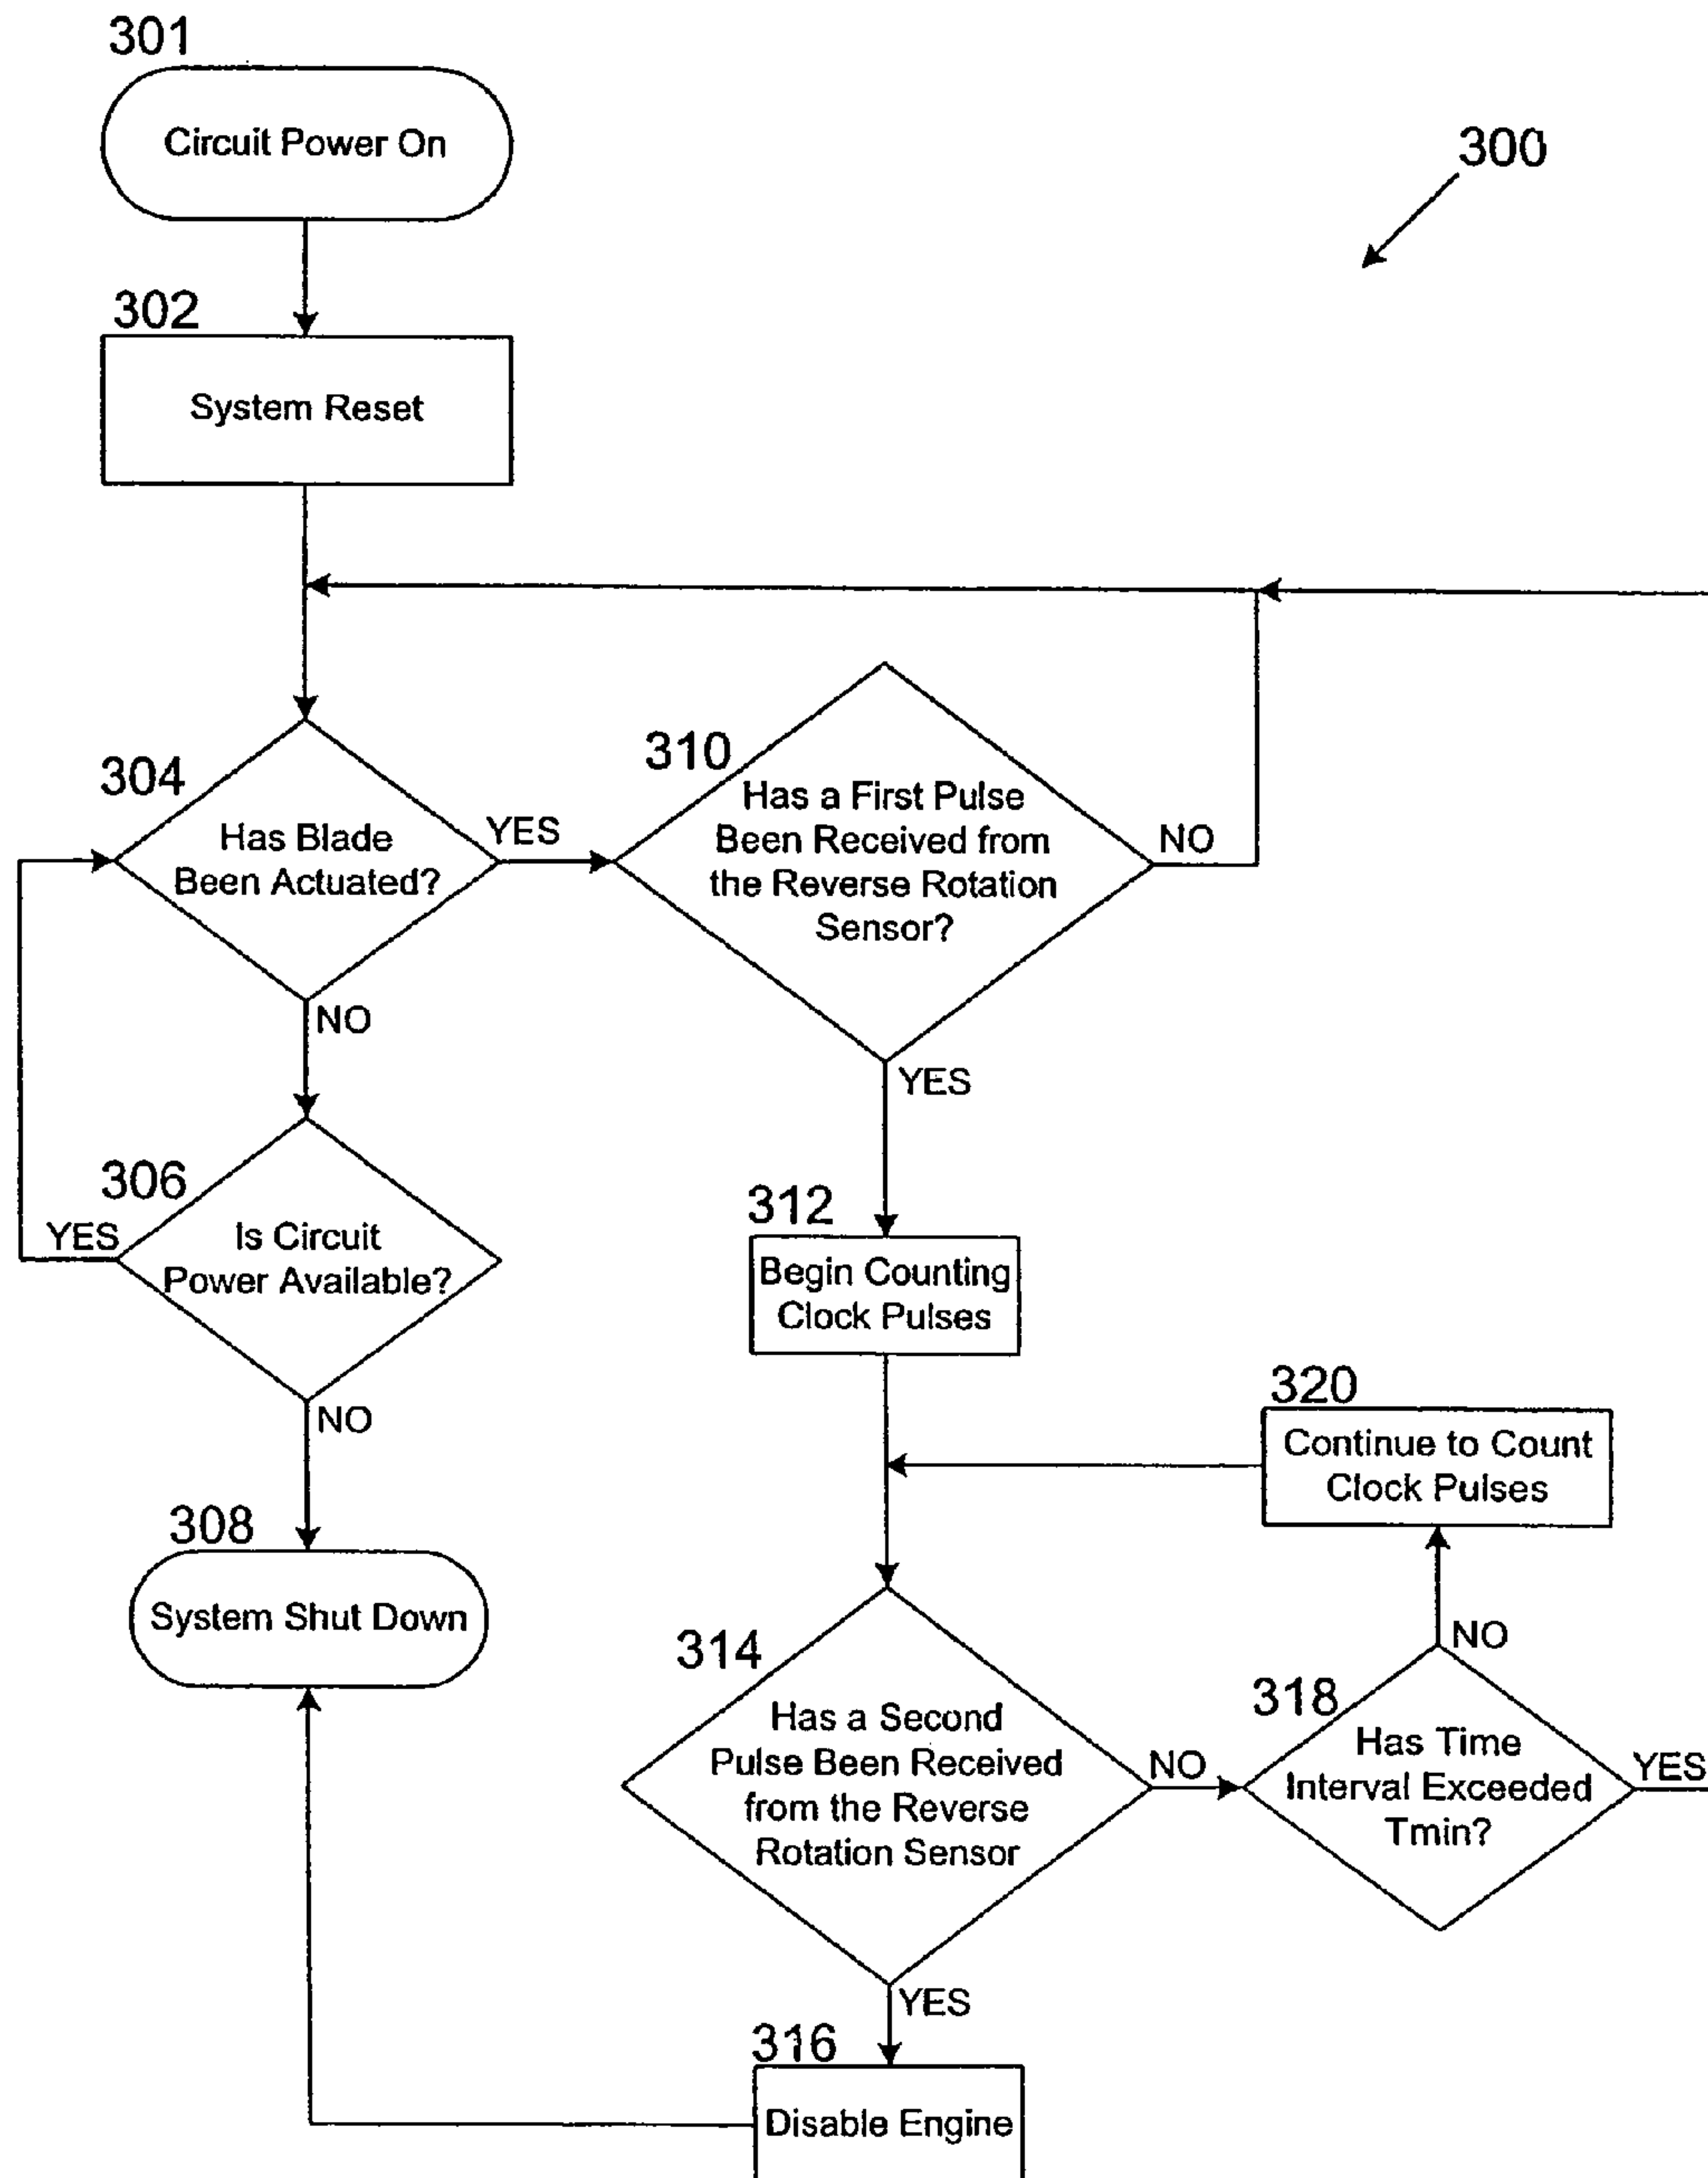 301
Circuit Power On
300
302
System Reset
304
Has Blade
Been Actuated?
YES
NO
310
Has a First Pulse
Been Received from
the Reverse Rotation
Sensor?
NO
YES
306
Is Circuit
Power Available?
YES
NO
312
Begin Counting
Clock Pulses
320
Continue to Count
Clock Pulses
308
System Shut Down
314
Has a Second
Pulse Been Received
from the Reverse
Rotation Sensor
NO
YES
318
Has Time
Interval Exceeded
Tmin?
NO
YES
316
Disable Engine